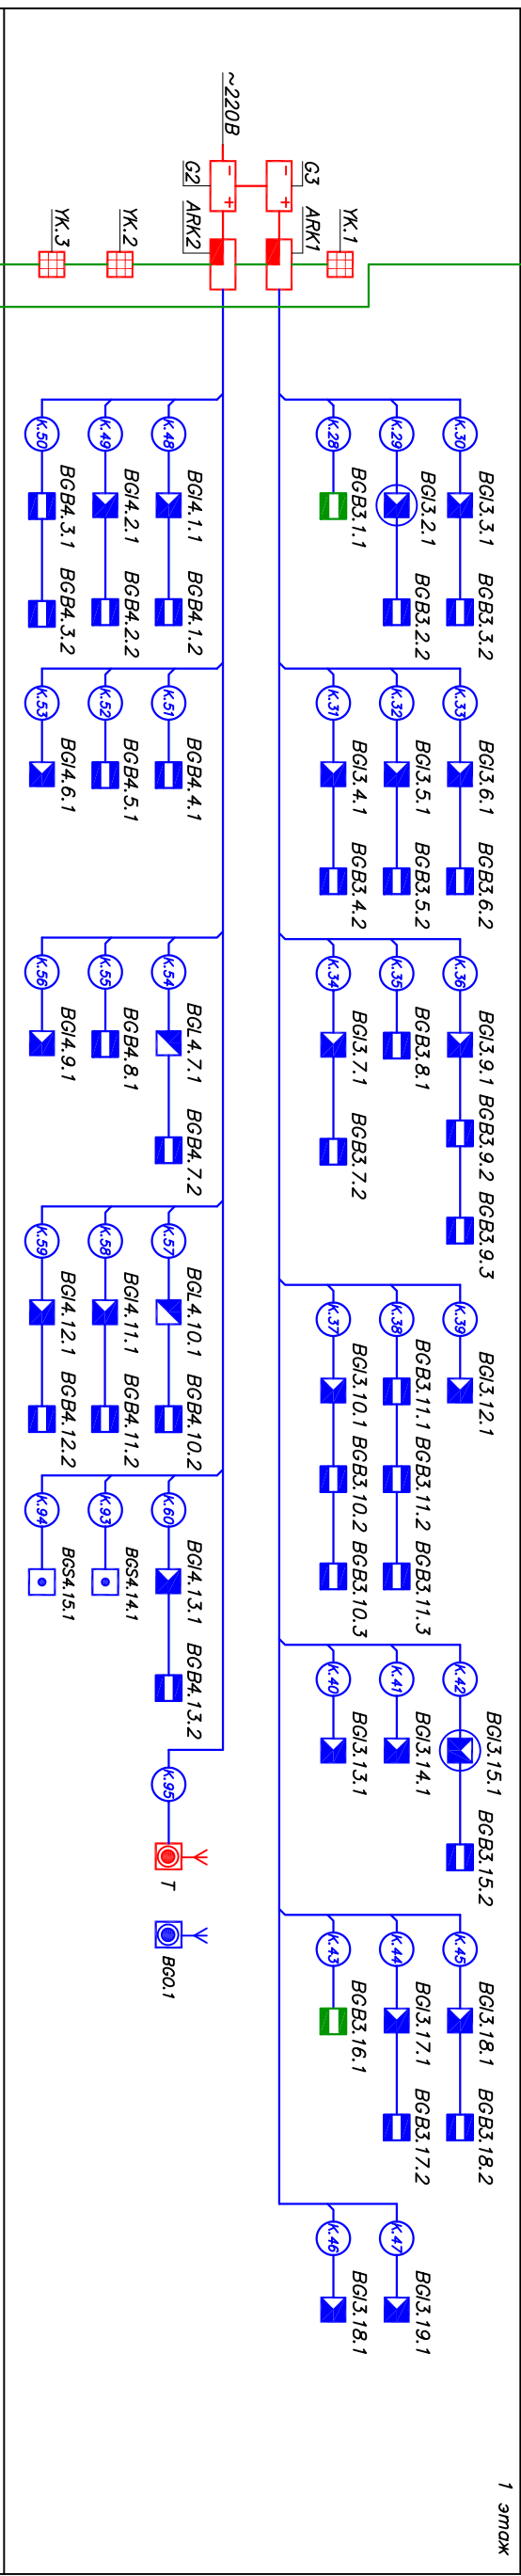 1 этаж
~220В
G3
G2
ARK1
ARK2
YK.1
YK.2
YK.3
K.30 BGI3.3.1 BGB3.3.2
K.29 BGI3.2.1 BGB3.2.2
K.28 BGB3.1.1
K.33 BGI3.6.1 BGB3.6.2
K.32 BGI3.5.1 BGB3.5.2
K.31 BGI3.4.1 BGB3.4.2
K.36 BGI3.9.1 BGB3.9.2 BGB3.9.3
K.35 BGB3.8.1
K.34 BGI3.7.1 BGB3.7.2
K.39 BGI3.12.1
K.38 BGB3.11.1 BGB3.11.2 BGB3.11.3
K.37 BGI3.10.1 BGB3.10.2 BGB3.10.3
K.42 BGI3.15.1 BGB3.15.2
K.41 BGI3.14.1
K.40 BGI3.13.1
K.45 BGI3.18.1 BGB3.18.2
K.44 BGI3.17.1 BGB3.17.2
K.43 BGB3.16.1
K.47 BGI3.19.1
K.46 BGI3.18.1
K.48 BGI4.1.1 BGB4.1.2
K.49 BGI4.2.1 BGB4.2.2
K.50 BGB4.3.1 BGB4.3.2
K.51 BGB4.4.1
K.52 BGB4.5.1
K.53 BGI4.6.1
K.54 BGL4.7.1 BGB4.7.2
K.55 BGB4.8.1
K.56 BGI4.9.1
K.57 BGL4.10.1 BGB4.10.2
K.58 BGI4.11.1 BGB4.11.2
K.59 BGI4.12.1 BGB4.12.2
K.60 BGI4.13.1 BGB4.13.2
K.93 BGS4.14.1
K.94 BGS4.15.1
K.95 T BG0.1